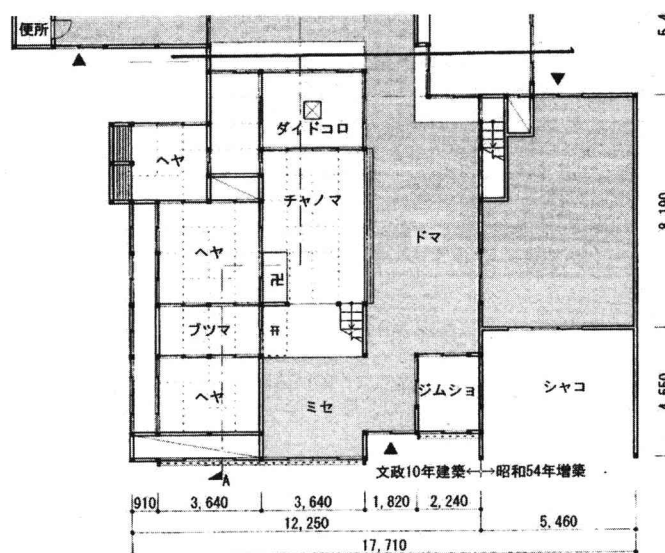 便所
ダイドコロ
ヘヤ
チャノマ
ヘヤ
ドマ
卍
ブツマ
ジムショ
シャコ
ヘヤ
ミセ
文政10年建築←→昭和54年増築
A
910
3,640
3,640
1,820
2,240
12,250
5,460
17,710
8,190
4,550